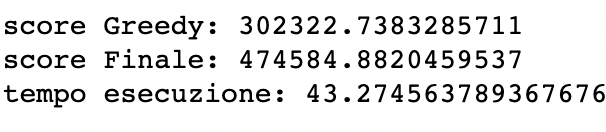 score Greedy: 302322.7383285711
score Finale: 474584.8820459537
tempo esecuzione: 43.274563789367676